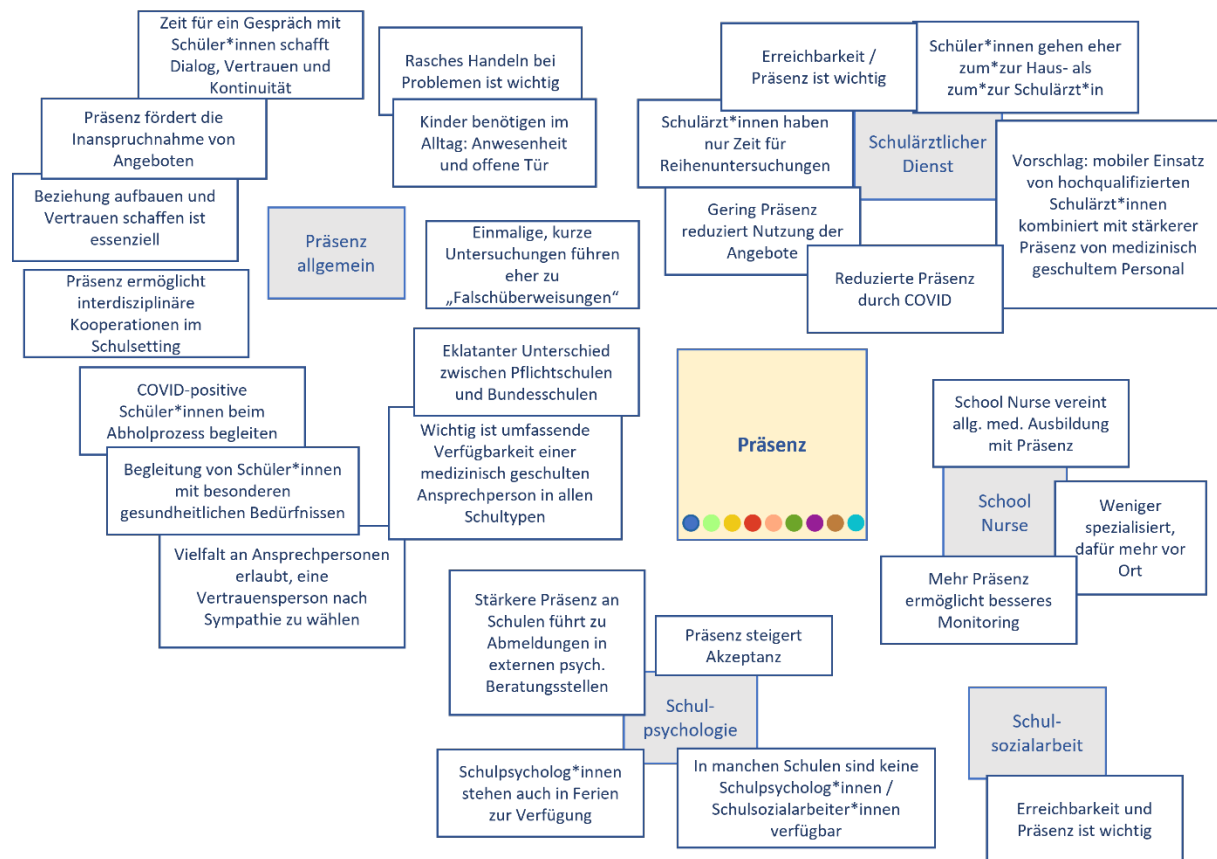 Zeit für ein Gespräch mit
Schüler*innen schafft
Dialog, Vertrauen und
Kontinuität
Präsenz fördert die
Inanspruchnahme von
Angeboten
Beziehung aufbauen und
Vertrauen schaffen ist
essenziell
Rasches Handeln bei
Problemen ist wichtig
Kinder benötigen im
Alltag: Anwesenheit
und offene Tür
Präsenz
allgemein
Einmalige, kurze
Untersuchungen führen
eher zu
„Falschüberweisungen“
Präsenz ermöglicht
interdisziplinäre
Kooperationen im
Schulsetting
Eklatanter Unterschied
zwischen Pflichtschulen
und Bundesschulen
Wichtig ist umfassende
Verfügbarkeit einer
medizinisch geschulten
Ansprechperson in allen
Schultypen
COVID-positive
Schüler*innen beim
Abholprozess begleiten
Begleitung von Schüler*innen
mit besonderen
gesundheitlichen Bedürfnissen
Vielfalt an Ansprechpersonen
erlaubt, eine
Vertrauensperson nach
Sympathie zu wählen
Erreichbarkeit /
Präsenz ist wichtig
Schüler*innen gehen eher
zum*zur Haus- als
zum*zur Schulärzt*in
Schulärzt*innen haben
nur Zeit für
Reihenuntersuchungen
Schulärztlicher
Dienst
Vorschlag: mobiler Einsatz
von hochqualifizierten
Schulärzt*innen
kombiniert mit stärkerer
Präsenz von medizinisch
geschultem Personal
Gering Präsenz
reduziert Nutzung der
Angebote
Reduzierte Präsenz
durch COVID
Präsenz
School Nurse vereint
allg. med. Ausbildung
mit Präsenz
School
Nurse
Weniger
spezialisiert,
dafür mehr vor
Ort
Mehr Präsenz
ermöglicht besseres
Monitoring
Stärkere Präsenz an
Schulen führt zu
Abmeldungen in
externen psych.
Beratungsstellen
Präsenz steigert
Akzeptanz
Schul-
psychologie
Schulpsycholog*innen
stehen auch in Ferien
zur Verfügung
In manchen Schulen sind keine
Schulpsycholog*innen /
Schulsozialarbeiter*innen
verfügbar
Schul-
sozialarbeit
Erreichbarkeit und
Präsenz ist wichtig